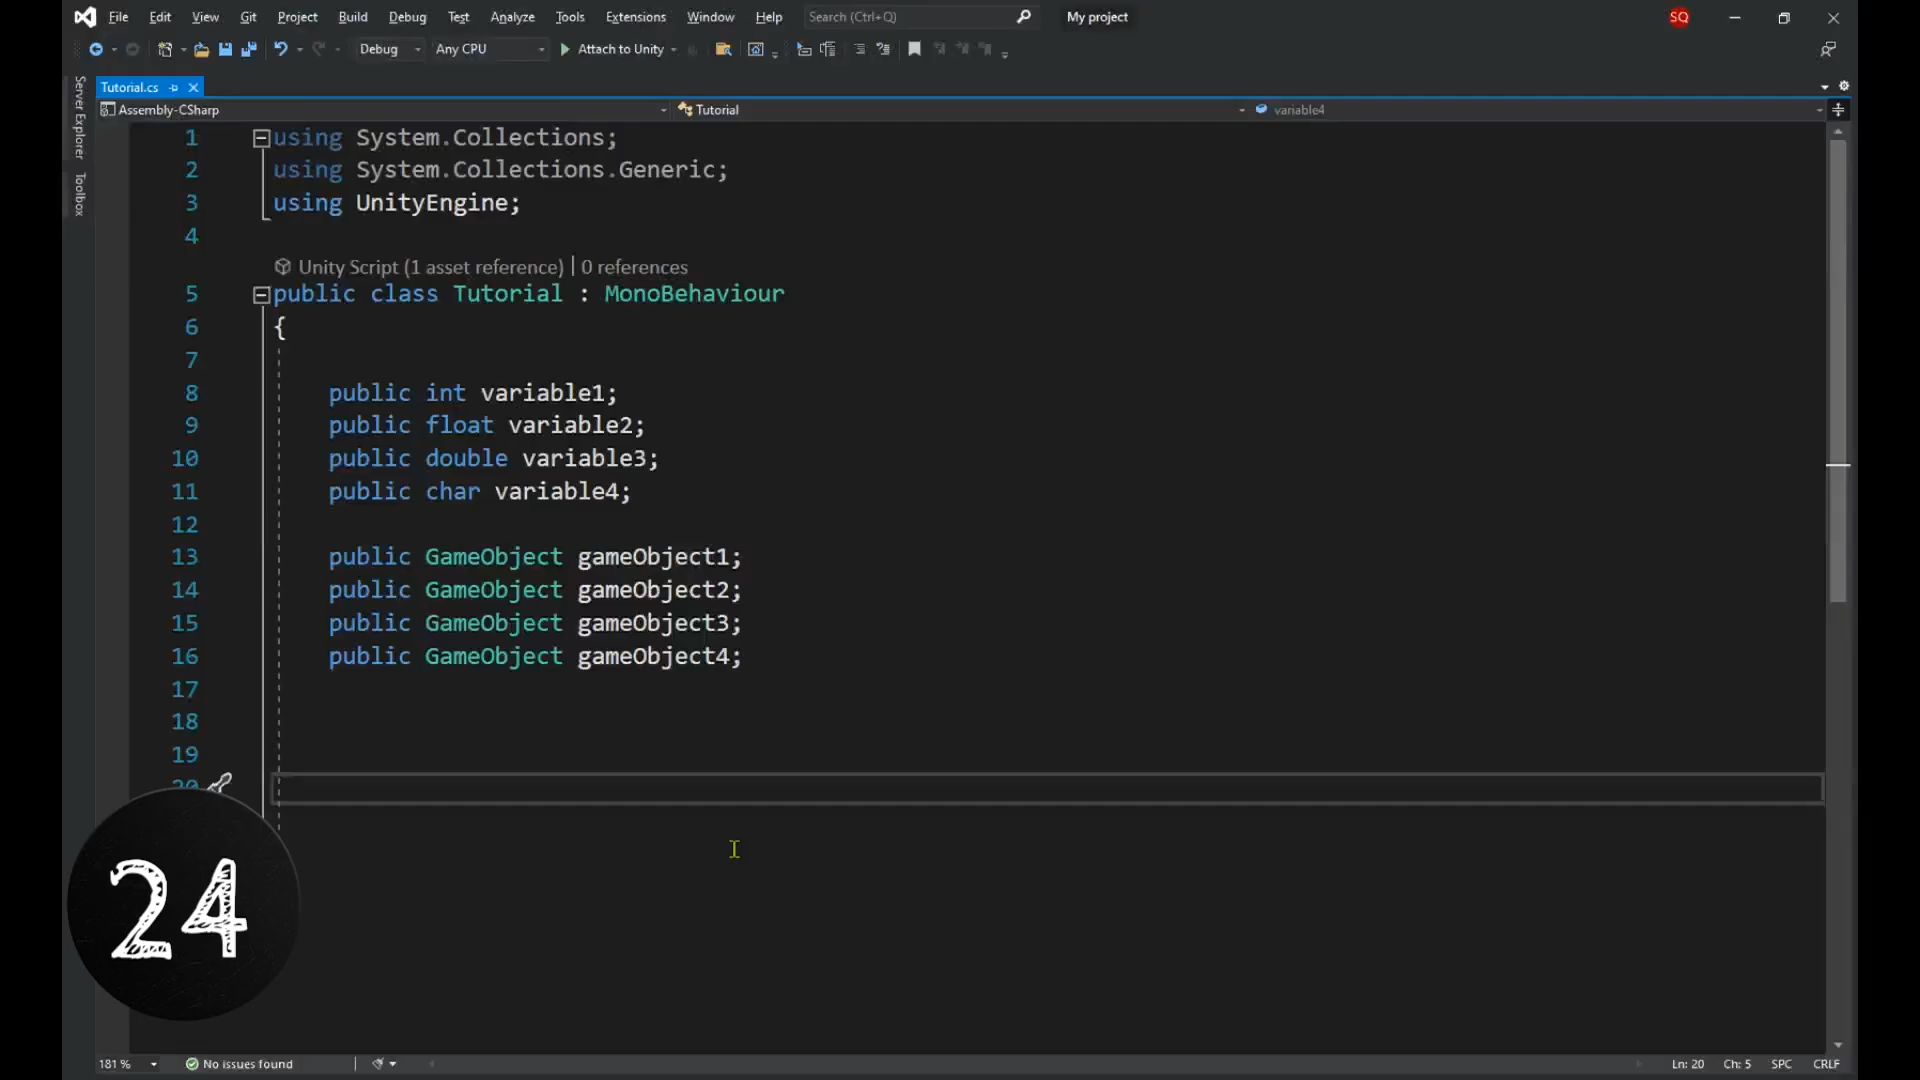 File Edit View Git Project Build Debug Test Analyze Tools Extensions Window Help Search (Ctrl+Q) My project SQ
Debug Any CPU Attach to Unity
Server Explorer
Toolbox
Tutorial.cs
Assembly-CSharp Tutorial variable4
1 using System.Collections;
2 using System.Collections.Generic;
3 using UnityEngine;
4
Unity Script (1 asset reference) | 0 references
5 public class Tutorial : MonoBehaviour
6 {
7
8 public int variable1;
9 public float variable2;
10 public double variable3;
11 public char variable4;
12
13 public GameObject gameObject1;
14 public GameObject gameObject2;
15 public GameObject gameObject3;
16 public GameObject gameObject4;
17
18
19
20
24
181 % No issues found Ln: 20 Ch: 5 SPC CRLF